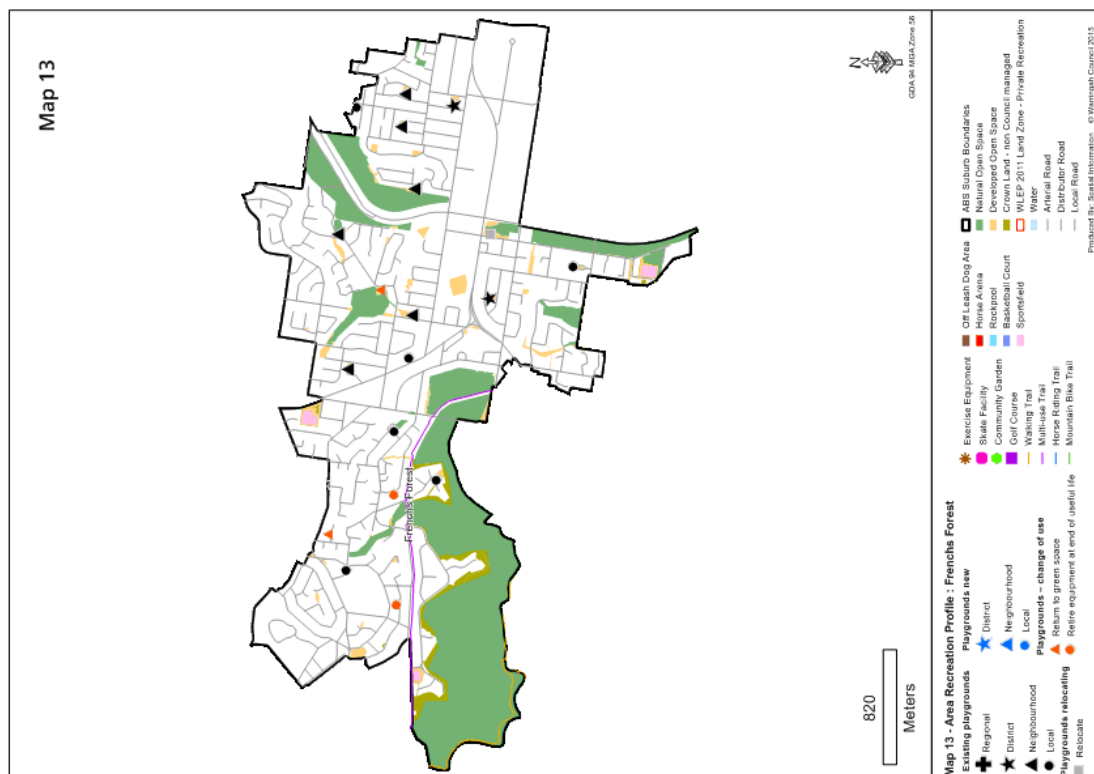 Map 13
N
GDA 94 MGA Zone 56
Frenchs Forest
820
Meters
Map 13 - Area Recreation Profile : Frenchs Forest
Existing playgrounds
Regional
District
Neighbourhood
Local
Playgrounds relocating
Relocate
Playgrounds new
District
Neighbourhood
Local
Playgrounds – change of use
Return to green space
Retire equipment at end of useful life
Exercise Equipment
Skate Facility
Community Garden
Golf Course
Walking Trail
Multi-use Trail
Horse Riding Trail
Mountain Bike Trail
Off Leash Dog Area
Horse Arena
Rockpool
Basketball Court
Sportsfield
ABS Suburb Boundaries
Natural Open Space
Developed Open Space
Crown Land - non Council managed
WLEP 2011 Land Zone - Private Recreation
Water
Arterial Road
Distributor Road
Local Road
Produced By: Spatial Information © Warringah Council 2015